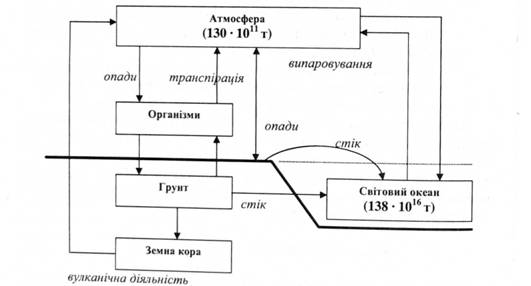 Атмосфера
(130 · 10¹¹ т)
опади
транспірація
випаровування
Організми
опади
стік
Грунт
стік
Світовий океан
(138 · 10¹⁶ т)
Земна кора
вулканічна діяльність